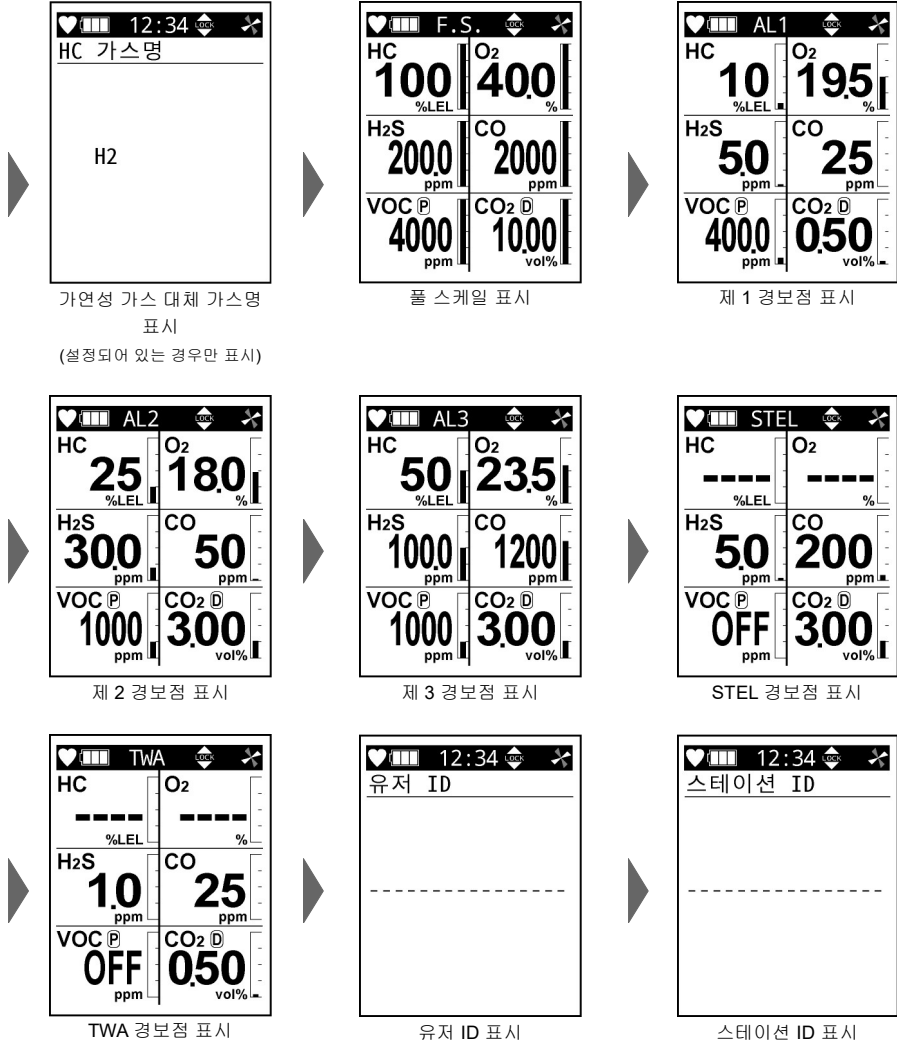 12:34 LOCK
HC 가스명
H2
가연성 가스 대체 가스명
표시
(설정되어 있는 경우만 표시)
F.S. LOCK
HC O2
100 40.0
%LEL %
H2S CO
200.0 2000
ppm ppm
VOC P CO2 D
4000 10.00
ppm vol%
풀 스케일 표시
AL1 LOCK
HC O2
10 19.5
%LEL %
H2S CO
5.0 25
ppm ppm
VOC P CO2 D
400.0 0.50
ppm vol%
제 1 경보점 표시
AL2 LOCK
HC O2
25 18.0
%LEL %
H2S CO
30.0 50
ppm ppm
VOC P CO2 D
1000 3.00
ppm vol%
제 2 경보점 표시
AL3 LOCK
HC O2
50 23.5
%LEL %
H2S CO
100.0 1200
ppm ppm
VOC P CO2 D
1000 3.00
ppm vol%
제 3 경보점 표시
STEL LOCK
HC O2
---- ----
%LEL %
H2S CO
5.0 200
ppm ppm
VOC P CO2 D
OFF 3.00
ppm vol%
STEL 경보점 표시
TWA LOCK
HC O2
---- ----
%LEL %
H2S CO
1.0 25
ppm ppm
VOC P CO2 D
OFF 0.50
ppm vol%
TWA 경보점 표시
12:34 LOCK
유저 ID
----------------
유저 ID 표시
12:34 LOCK
스테이션 ID
----------------
스테이션 ID 표시